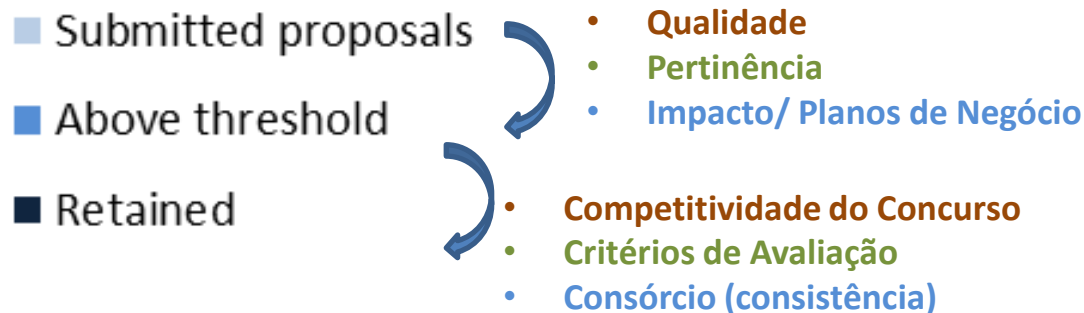 Submitted proposals
• Qualidade
• Pertinência
Above threshold
• Impacto/ Planos de Negócio
Retained
• Competitividade do Concurso
• Critérios de Avaliação
• Consórcio (consistência)